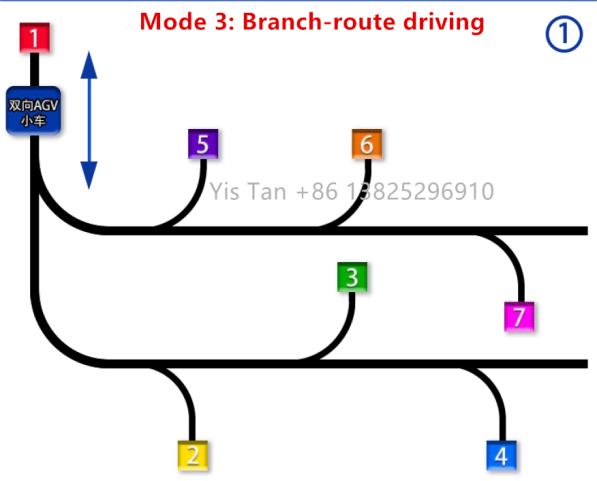 Mode 3: Branch-route driving
1
1
双向AGV
小车
5
6
Yis Tan +86 13825296910
3
7
2
4